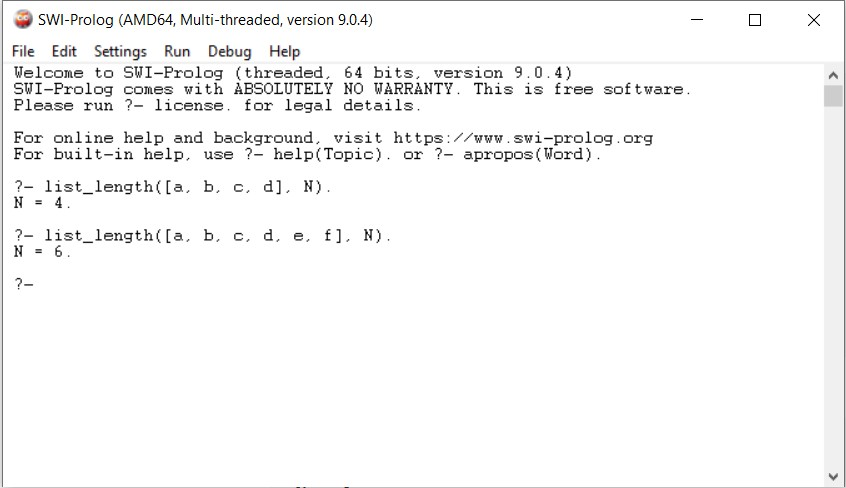 SWI-Prolog (AMD64, Multi-threaded, version 9.0.4)
File Edit Settings Run Debug Help
Welcome to SWI-Prolog (threaded, 64 bits, version 9.0.4)
SWI-Prolog comes with ABSOLUTELY NO WARRANTY. This is free software.
Please run ?- license. for legal details.
For online help and background, visit https://www.swi-prolog.org
For built-in help, use ?- help(Topic). or ?- apropos(Word).
?- list_length([a, b, c, d], N).
N = 4.
?- list_length([a, b, c, d, e, f], N).
N = 6.
?-